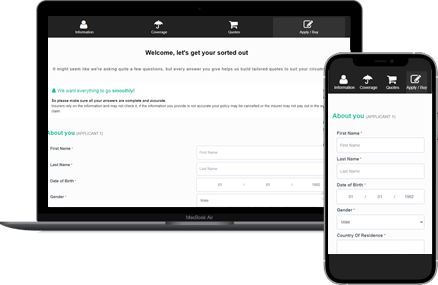 Information Coverage Quotes Apply / Buy
Welcome, let's get your sorted out
It might seem like we're asking quite a few questions, but every answer you give helps us build tailored quotes to suit your
We want everything to go smoothly!
So please make sure all your answers are complete and accurate.
Insurers rely on the information and may not check it, if the information you provide is not accurate your policy may be cancelled or the insurer may not pay out in the
claim
About you (APPLICANT 1)
First Name *
First Name
Last Name *
Last Name
Date of Birth *
01 / 01 / 1982
Gender *
Male
MacBook Air
Information Coverage Quotes Apply / Buy
About you (APPLICANT 1)
First Name *
First Name
Last Name *
Last Name
Date of Birth *
01 / 01 / 1982
Gender *
Male
Country Of Residence *